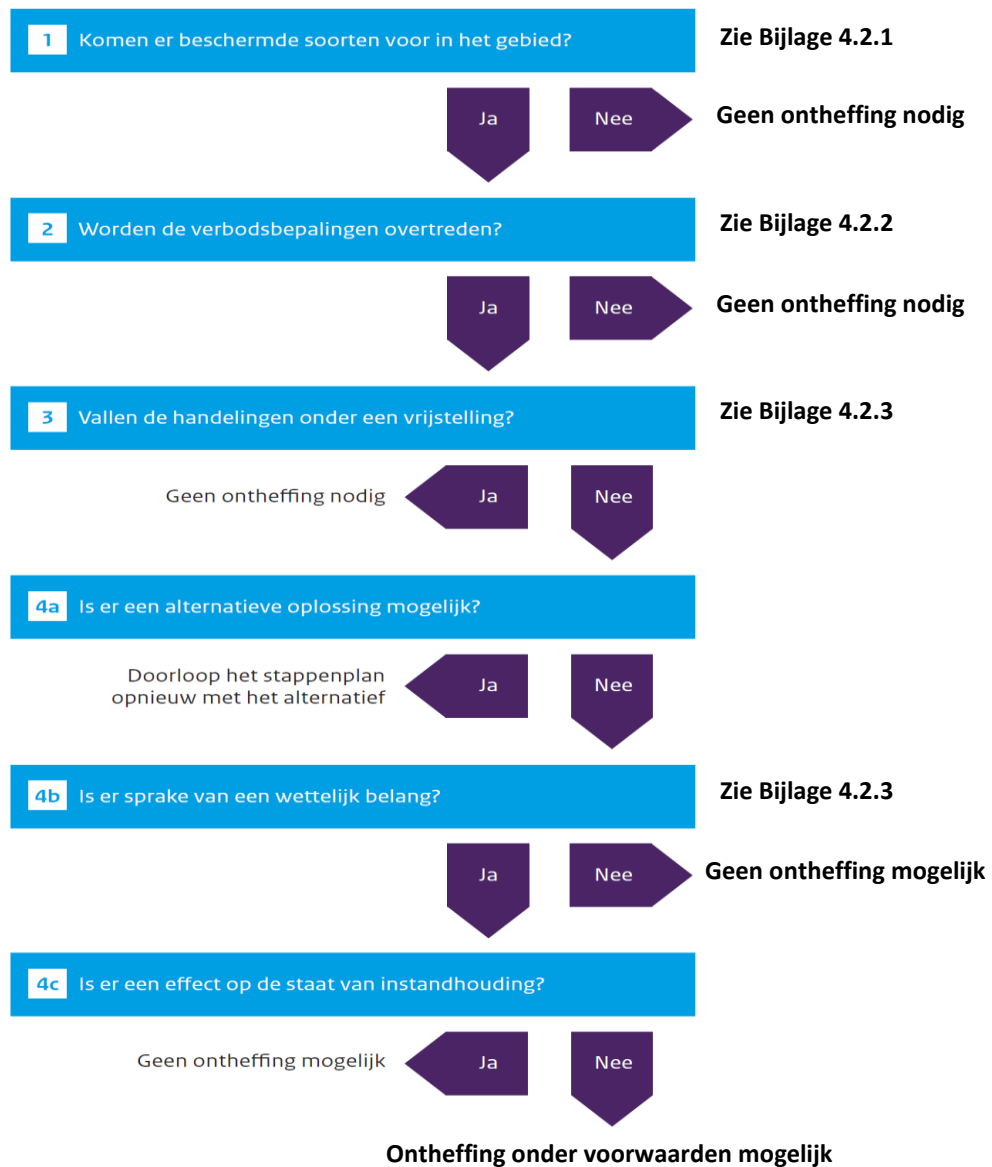 1 Komen er beschermde soorten voor in het gebied? Zie Bijlage 4.2.1
Ja Nee Geen ontheffing nodig
2 Worden de verbodsbepalingen overtreden? Zie Bijlage 4.2.2
Ja Nee Geen ontheffing nodig
3 Vallen de handelingen onder een vrijstelling? Zie Bijlage 4.2.3
Geen ontheffing nodig Ja Nee
4a Is er een alternatieve oplossing mogelijk?
Doorloop het stappenplan
opnieuw met het alternatief
Ja Nee
4b Is er sprake van een wettelijk belang? Zie Bijlage 4.2.3
Ja Nee Geen ontheffing mogelijk
4c Is er een effect op de staat van instandhouding?
Geen ontheffing mogelijk Ja Nee
Ontheffing onder voorwaarden mogelijk